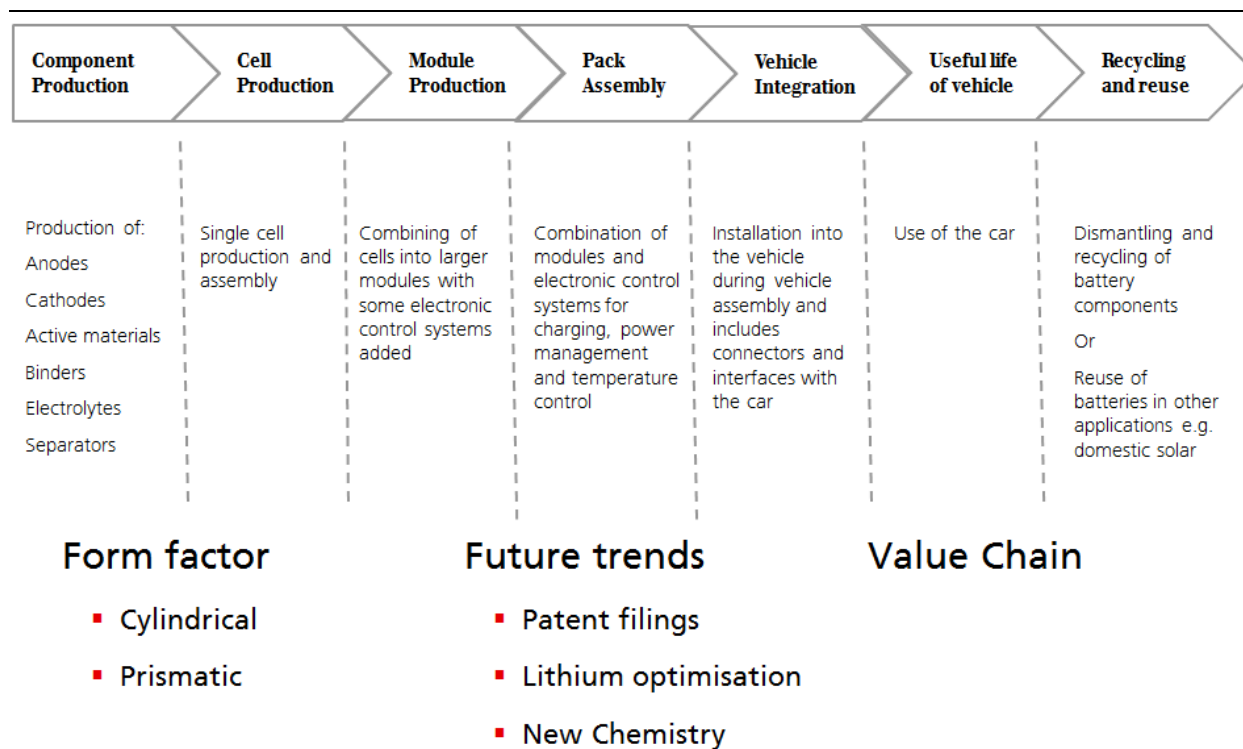 Component
Production
Cell
Production
Module
Production
Pack
Assembly
Vehicle
Integration
Useful life
of vehicle
Recycling
and reuse
Production of:
Anodes
Cathodes
Active materials
Binders
Electrolytes
Separators
Single cell
production and
assembly
Combining of
cells into larger
modules with
some electronic
control systems
added
Combination of
modules and
electronic control
systems for
charging, power
management
and temperature
control
Installation into
the vehicle
during vehicle
assembly and
includes
connectors and
interfaces with
the car
Use of the car
Dismantling and
recycling of
battery
components
Or
Reuse of
batteries in other
applications e.g.
domestic solar
Form factor
▪ Cylindrical
▪ Prismatic
Future trends
▪ Patent filings
▪ Lithium optimisation
▪ New Chemistry
Value Chain